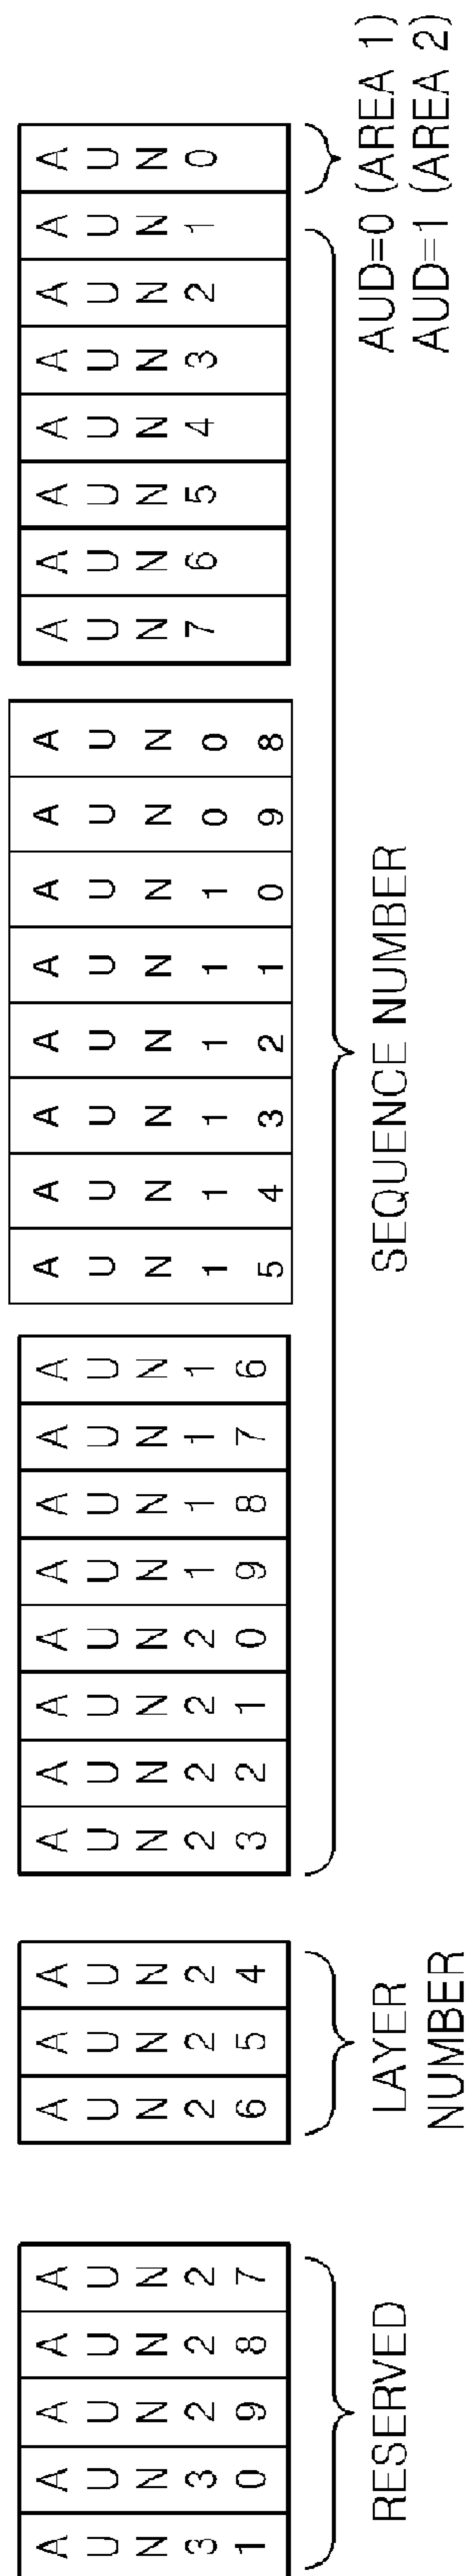 AUN31
AUN30
AUN29
AUN28
AUN27
AUN26
AUN25
AUN24
AUN23
AUN22
AUN21
AUN20
AUN19
AUN18
AUN17
AUN16
AUN15
AUN14
AUN13
AUN12
AUN11
AUN10
AUN09
AUN08
AUN7
AUN6
AUN5
AUN4
AUN3
AUN2
AUN1
AUN0
RESERVED
LAYER
NUMBER
SEQUENCE NUMBER
AUD=0 (AREA 1)
AUD=1 (AREA 2)